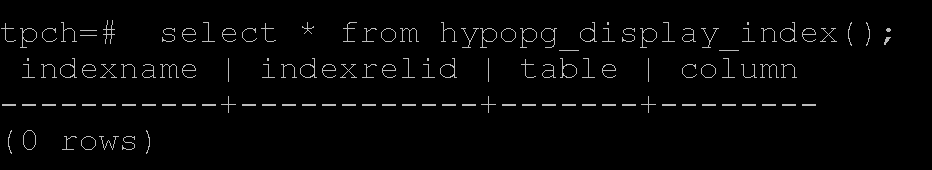 tpch=#  select * from hypopg_display_index();
 indexname | indexrelid | table | column
-----------+------------+-------+--------
(0 rows)